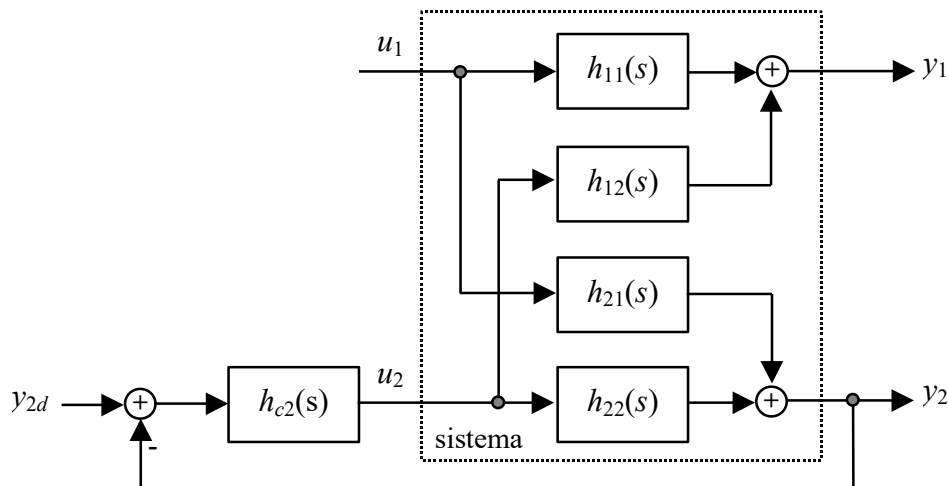 u1
h11(s)
+
y1
h12(s)
h21(s)
y2d
+
hc2(s)
u2
h22(s)
+
y2
-
sistema